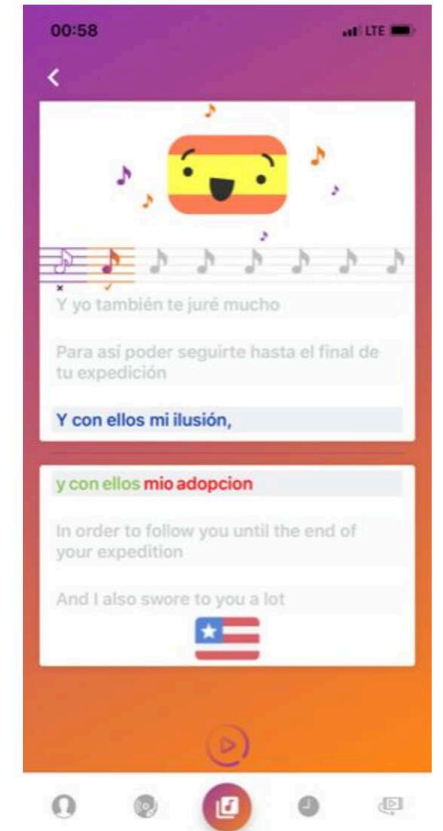 00:58
LTE
Y yo también te juré mucho
Para así poder seguirte hasta el final de
tu expedición
Y con ellos mi ilusión,
y con ellos mio adopcion
In order to follow you until the end of
your expedition
And I also swore to you a lot